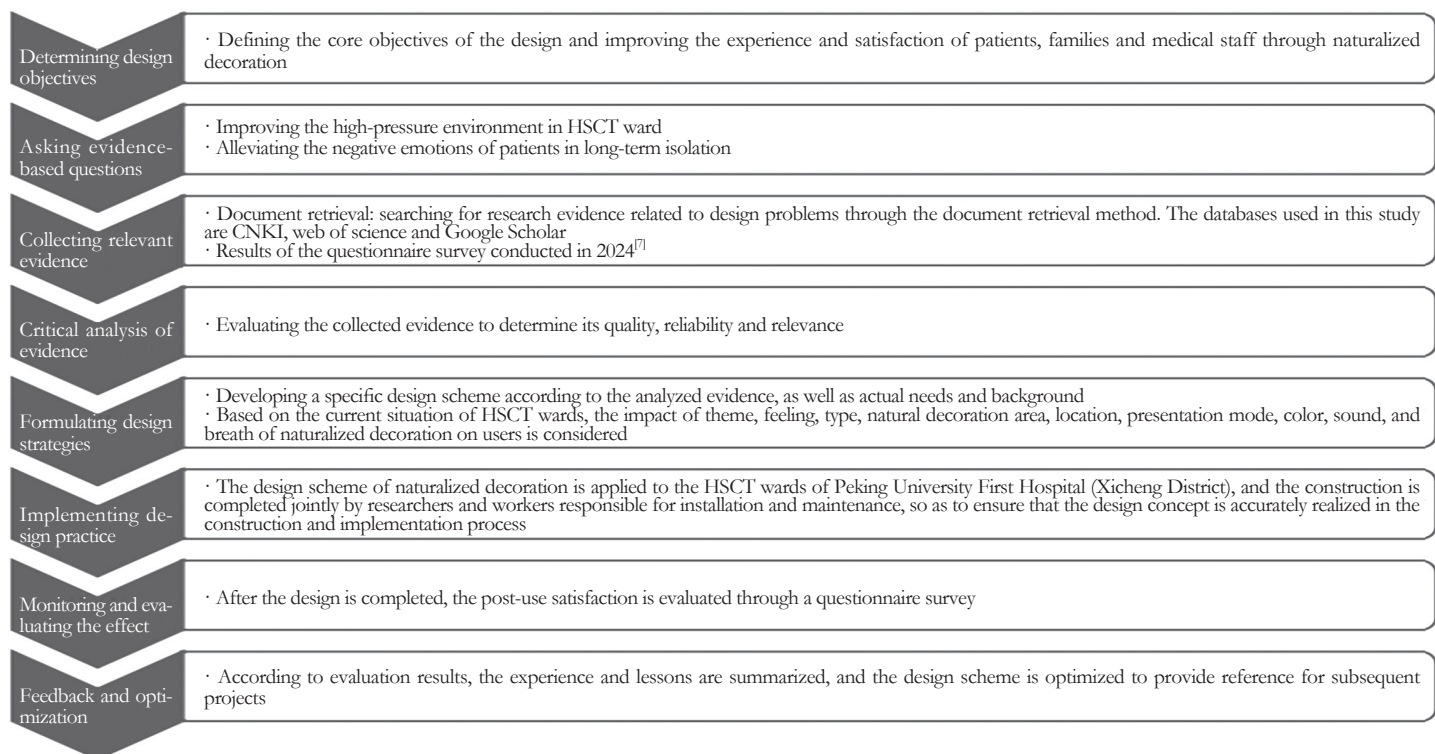 Determining design
objectives
· Defining the core objectives of the design and improving the experience and satisfaction of patients, families and medical staff through naturalized
decoration
Asking evidence-
based questions
· Improving the high-pressure environment in HSCT ward
· Alleviating the negative emotions of patients in long-term isolation
Collecting relevant
evidence
· Document retrieval: searching for research evidence related to design problems through the document retrieval method. The databases used in this study
are CNKI, web of science and Google Scholar
· Results of the questionnaire survey conducted in 2024[7]
Critical analysis of
evidence
· Evaluating the collected evidence to determine its quality, reliability and relevance
Formulating design
strategies
· Developing a specific design scheme according to the analyzed evidence, as well as actual needs and background
· Based on the current situation of HSCT wards, the impact of theme, feeling, type, natural decoration area, location, presentation mode, color, sound, and
breath of naturalized decoration on users is considered
Implementing de-
sign practice
· The design scheme of naturalized decoration is applied to the HSCT wards of Peking University First Hospital (Xicheng District), and the construction is
completed jointly by researchers and workers responsible for installation and maintenance, so as to ensure that the design concept is accurately realized in the
construction and implementation process
Monitoring and eva-
luating the effect
· After the design is completed, the post-use satisfaction is evaluated through a questionnaire survey
Feedback and opti-
mization
· According to evaluation results, the experience and lessons are summarized, and the design scheme is optimized to provide reference for subsequent
projects